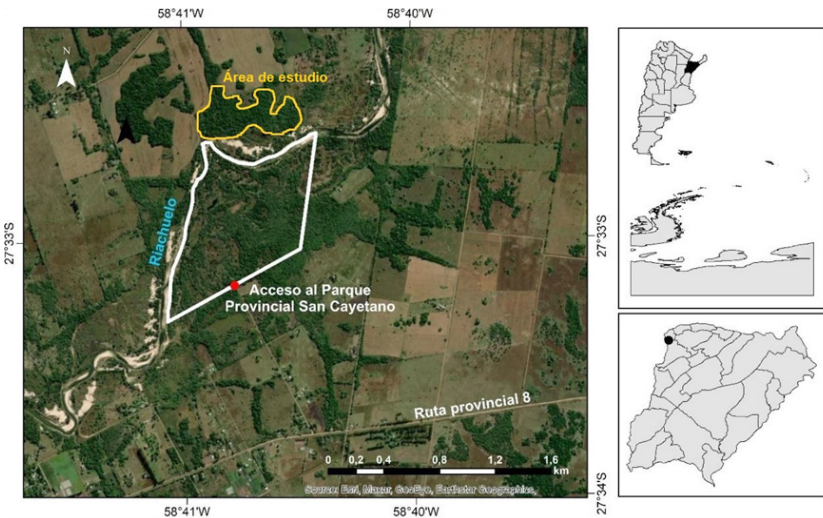 58°41'W 58°40'W
N
Área de estudio
Riachuelo
27°33'S 27°33'S
Acceso al Parque
Provincial San Cayetano
Ruta provincial 8
0 0,2 0,4 0,8 1,2 1,6
km
Source: Esri, Maxar, GeoEye, Earthstar Geographics,
27°34'S
58°41'W 58°40'W